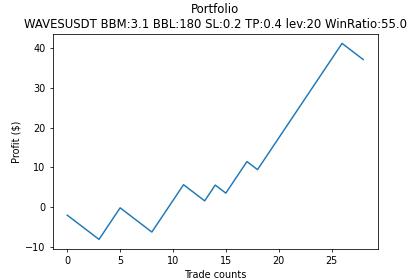 Portfolio
WAVESUSDT BBM:3.1 BBL:180 SL:0.2 TP:0.4 lev:20 WinRatio:55.0
40
30
20
10
0
−10
Profit ($)
0 5 10 15 20 25
Trade counts